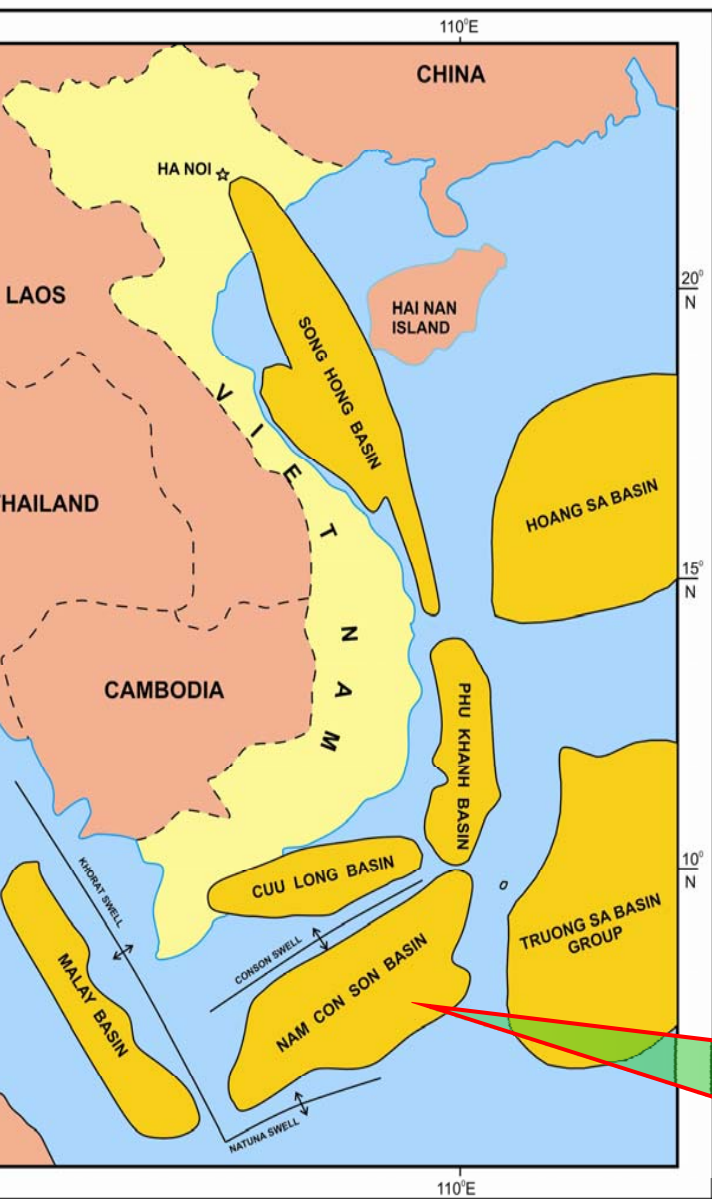 110°E
CHINA
HA NOI
20°
N
LAOS
HAI NAN
ISLAND
SONG HONG BASIN
VIET NAM
HOANG SA BASIN
HAILAND
15°
N
CAMBODIA
PHU KHANH BASIN
10°
N
CUU LONG BASIN
KHORAT SWELL
TRUONG SA BASIN
GROUP
CONSON SWELL
NAM CON SON BASIN
MALAY BASIN
NATUNA SWELL
110°E